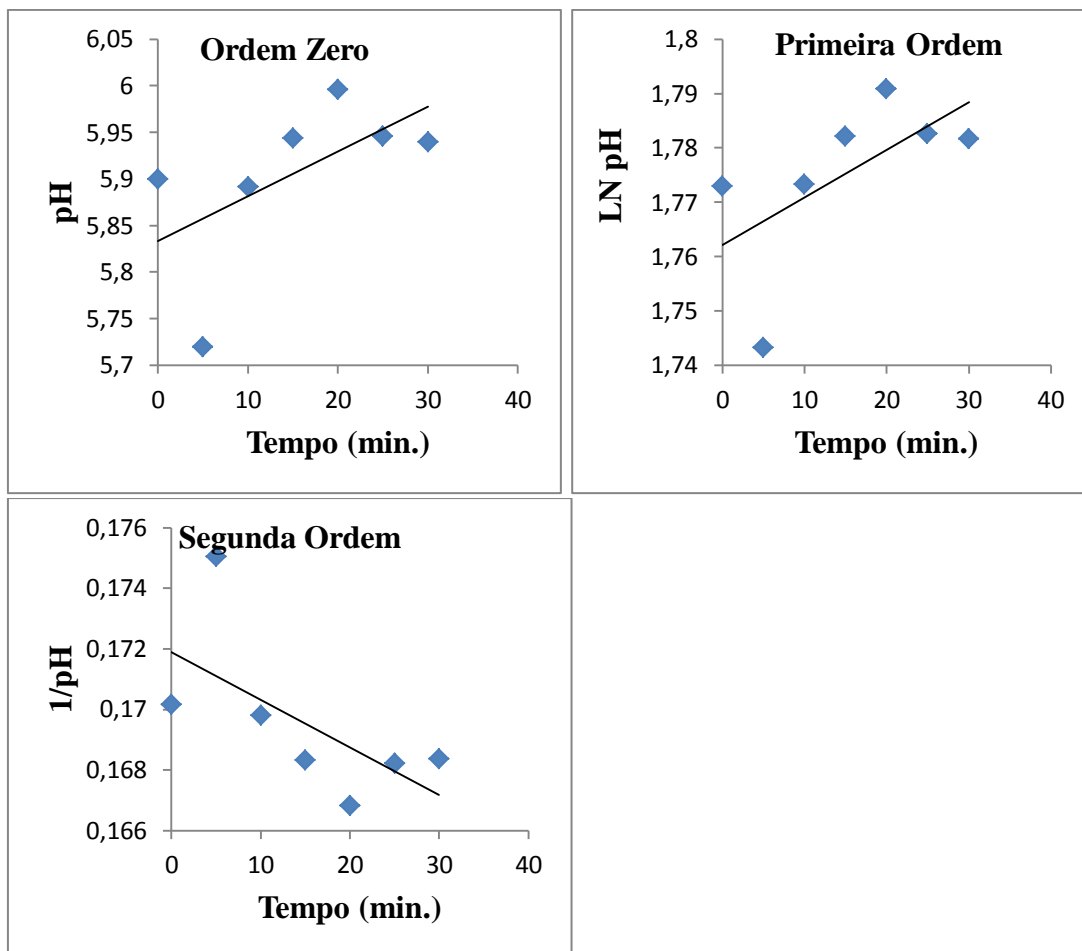 Ordem Zero
6,05
6
5,95
5,9
5,85
5,8
5,75
5,7
pH
0 10 20 30 40
Tempo (min.)
Primeira Ordem
1,8
1,79
1,78
1,77
1,76
1,75
1,74
LN pH
0 10 20 30 40
Tempo (min.)
Segunda Ordem
0,176
0,174
0,172
0,17
0,168
0,166
1/pH
0 10 20 30 40
Tempo (min.)